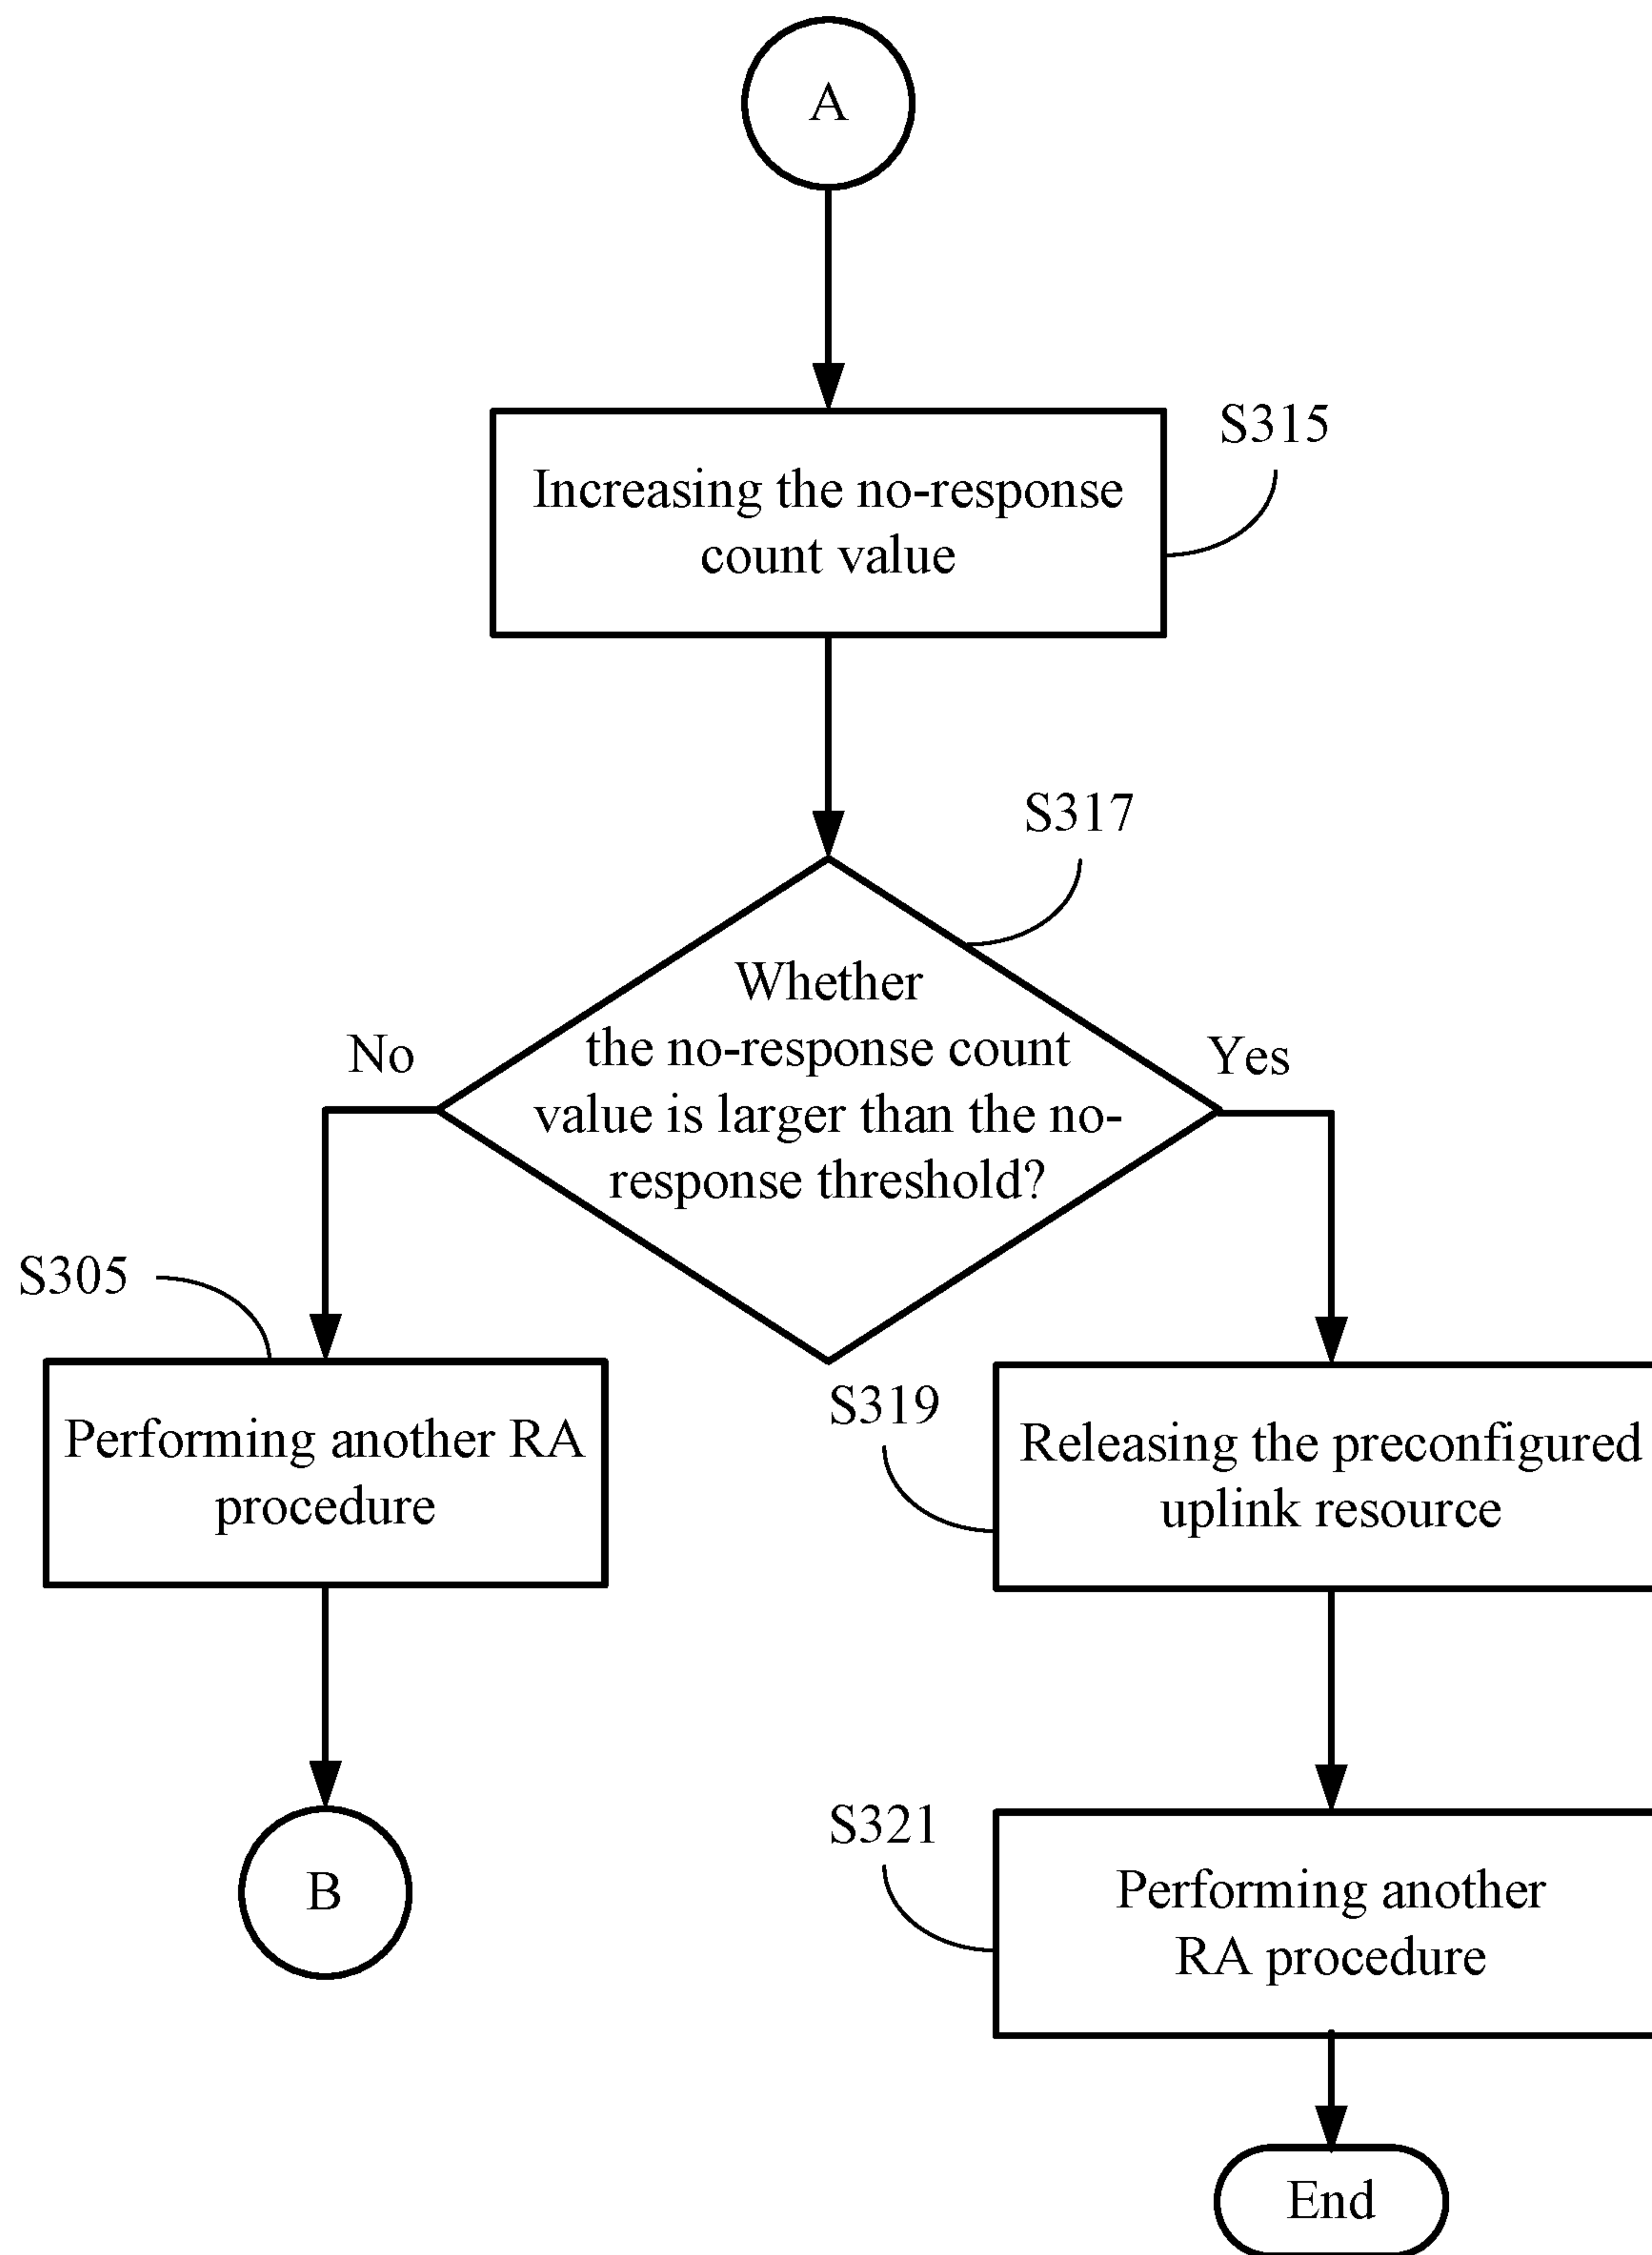 A
S315
Increasing the no-response
count value
S317
Whether
the no-response count
value is larger than the no-
response threshold?
No
Yes
S305
Performing another RA
procedure
S319
Releasing the preconfigured
uplink resource
B
S321
Performing another
RA procedure
End